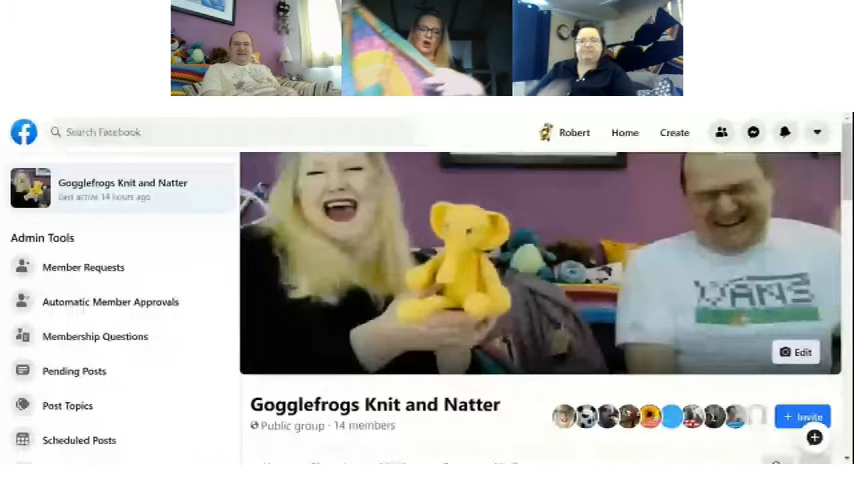 Search Facebook
Robert
Home
Create
Gogglefrogs Knit and Natter
Last active 14 hours ago
Admin Tools
Member Requests
Automatic Member Approvals
Membership Questions
Pending Posts
Post Topics
Scheduled Posts
VANS
Edit
Gogglefrogs Knit and Natter
Public group · 14 members
+ Invite